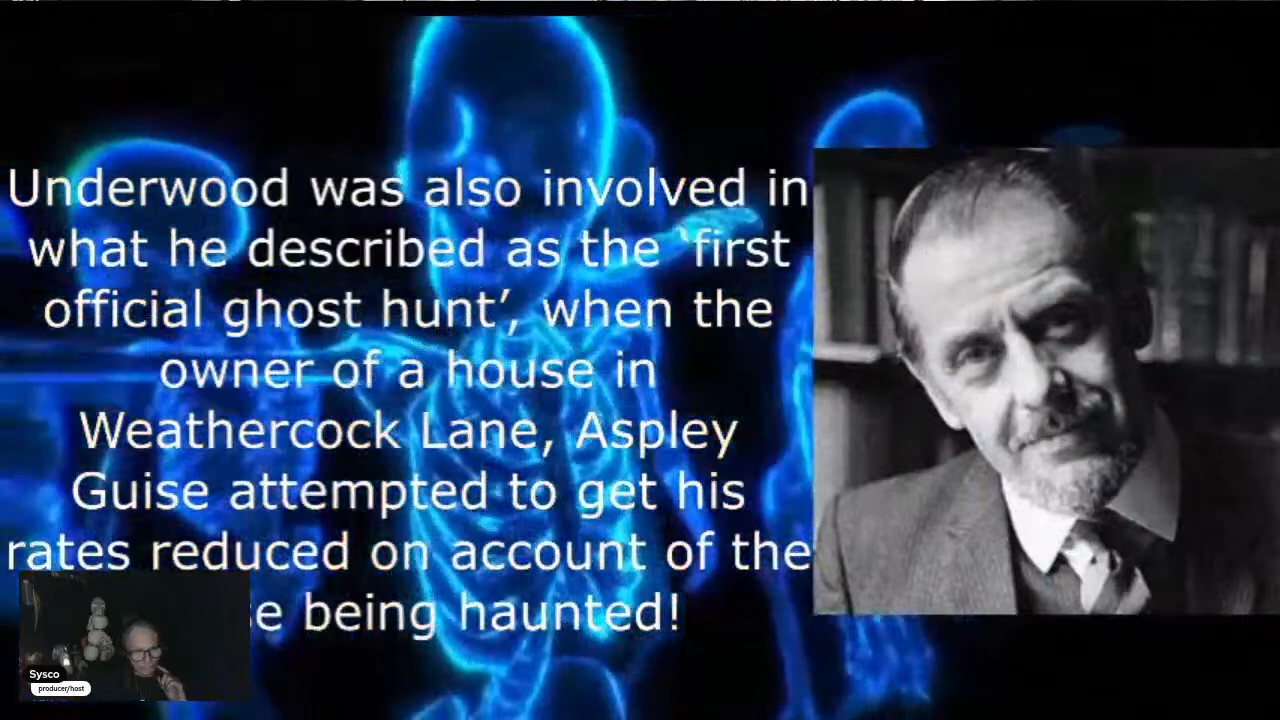 Underwood was also involved in
what he described as the ‘first
official ghost hunt’, when the
owner of a house in
Weathercock Lane, Aspley
Guise attempted to get his
rates reduced on account of the
se being haunted!
Sysco
producer/host